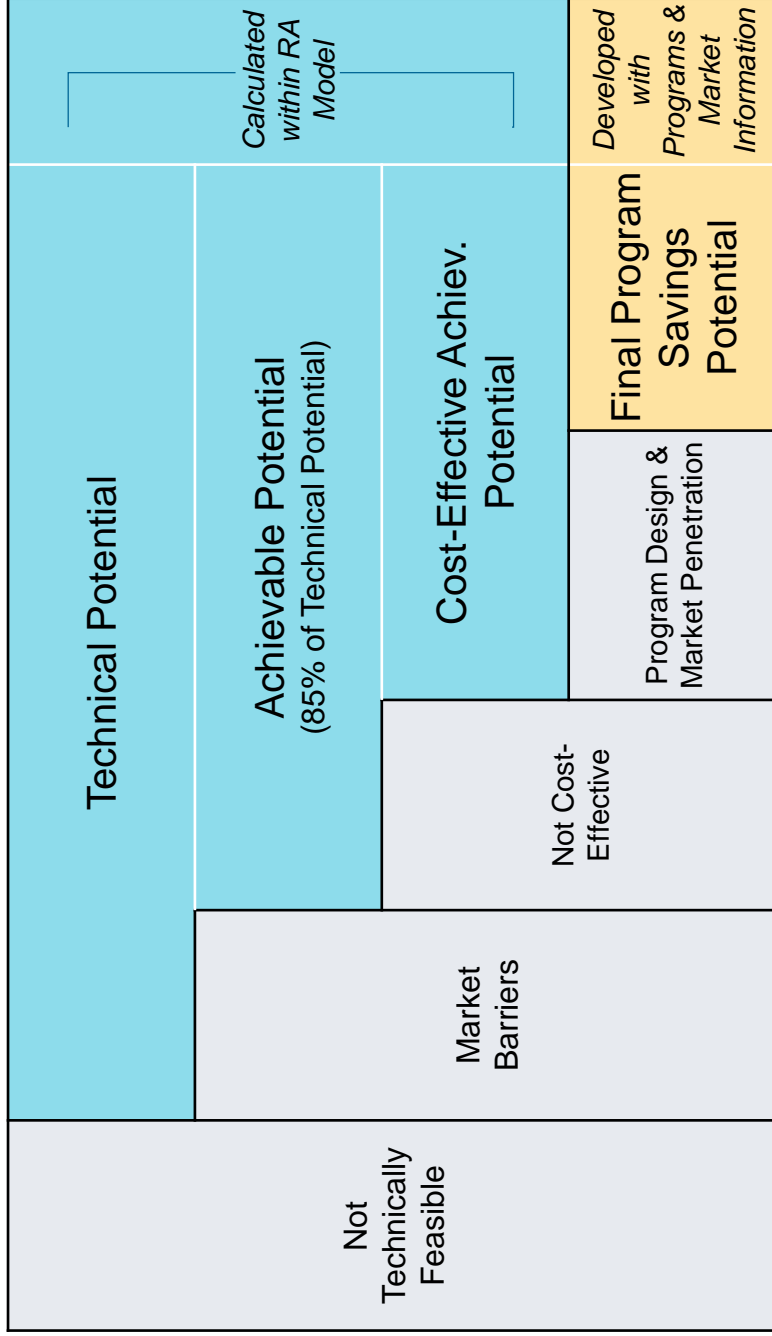 Not
Technically
Feasible
Technical Potential
Calculated
within RA
Model
Market
Barriers
Achievable Potential
(85% of Technical Potential)
Not Cost-
Effective
Cost-Effective Achiev.
Potential
Program Design &
Market Penetration
Final Program
Savings
Potential
Developed
with
Programs &
Market
Information